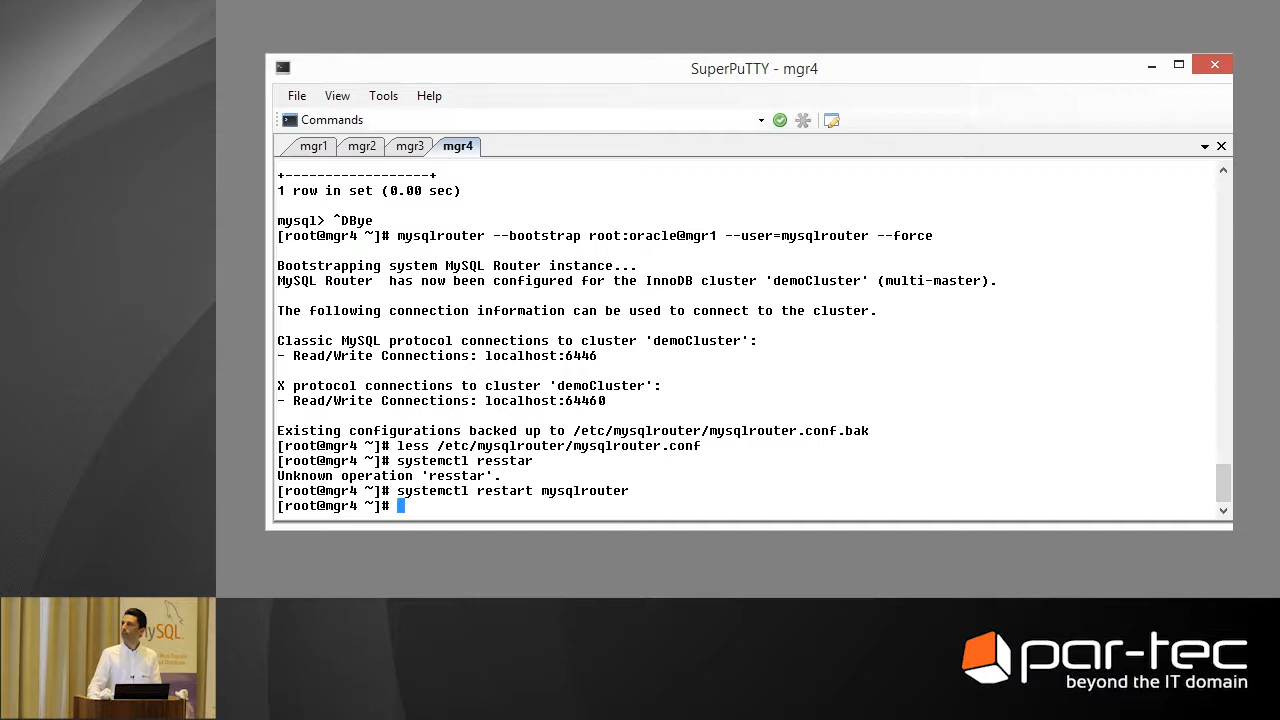 SuperPuTTY - mgr4
File View Tools Help
Commands
mgr1 mgr2 mgr3 mgr4
+------------------+
1 row in set (0.00 sec)
mysql> ^DBye
[root@mgr4 ~]# mysqlrouter --bootstrap root:oracle@mgr1 --user=mysqlrouter --force
Bootstrapping system MySQL Router instance...
MySQL Router  has now been configured for the InnoDB cluster 'demoCluster' (multi-master).
The following connection information can be used to connect to the cluster.
Classic MySQL protocol connections to cluster 'demoCluster':
- Read/Write Connections: localhost:6446
X protocol connections to cluster 'demoCluster':
- Read/Write Connections: localhost:64460
Existing configurations backed up to /etc/mysqlrouter/mysqlrouter.conf.bak
[root@mgr4 ~]# less /etc/mysqlrouter/mysqlrouter.conf
[root@mgr4 ~]# systemctl resstar
Unknown operation 'resstar'.
[root@mgr4 ~]# systemctl restart mysqlrouter
[root@mgr4 ~]#
MySQL
par-tec
beyond the IT domain